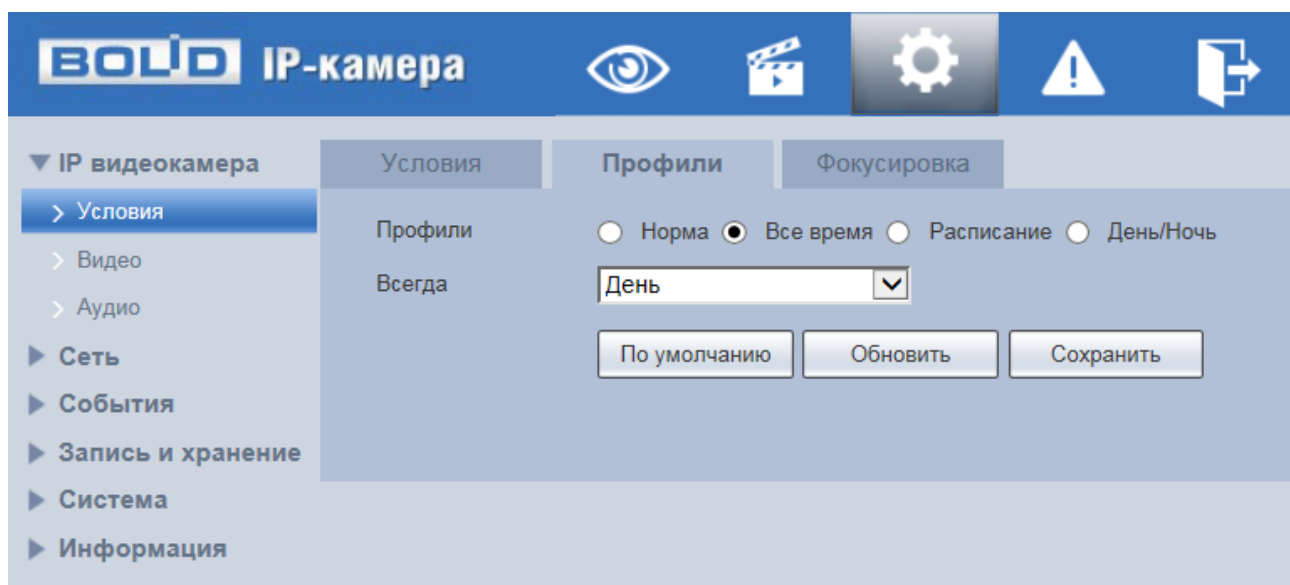 BOLID IP-камера
IP видеокамера
Условия
Видео
Аудио
Сеть
События
Запись и хранение
Система
Информация
Условия Профили Фокусировка
Профили Норма Все время Расписание День/Ночь
Всегда День
По умолчанию Обновить Сохранить